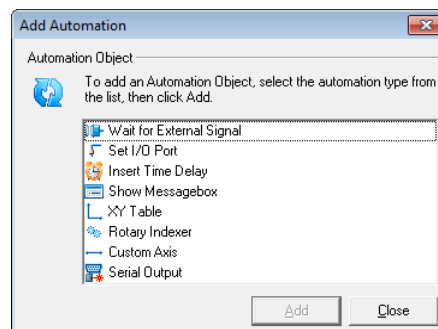 Add Automation
Automation Object
To add an Automation Object, select the automation type from
the list, then click Add.
Wait for External Signal
Set I/O Port
Insert Time Delay
Show Messagebox
XY Table
Rotary Indexer
Custom Axis
Serial Output
Add
Close